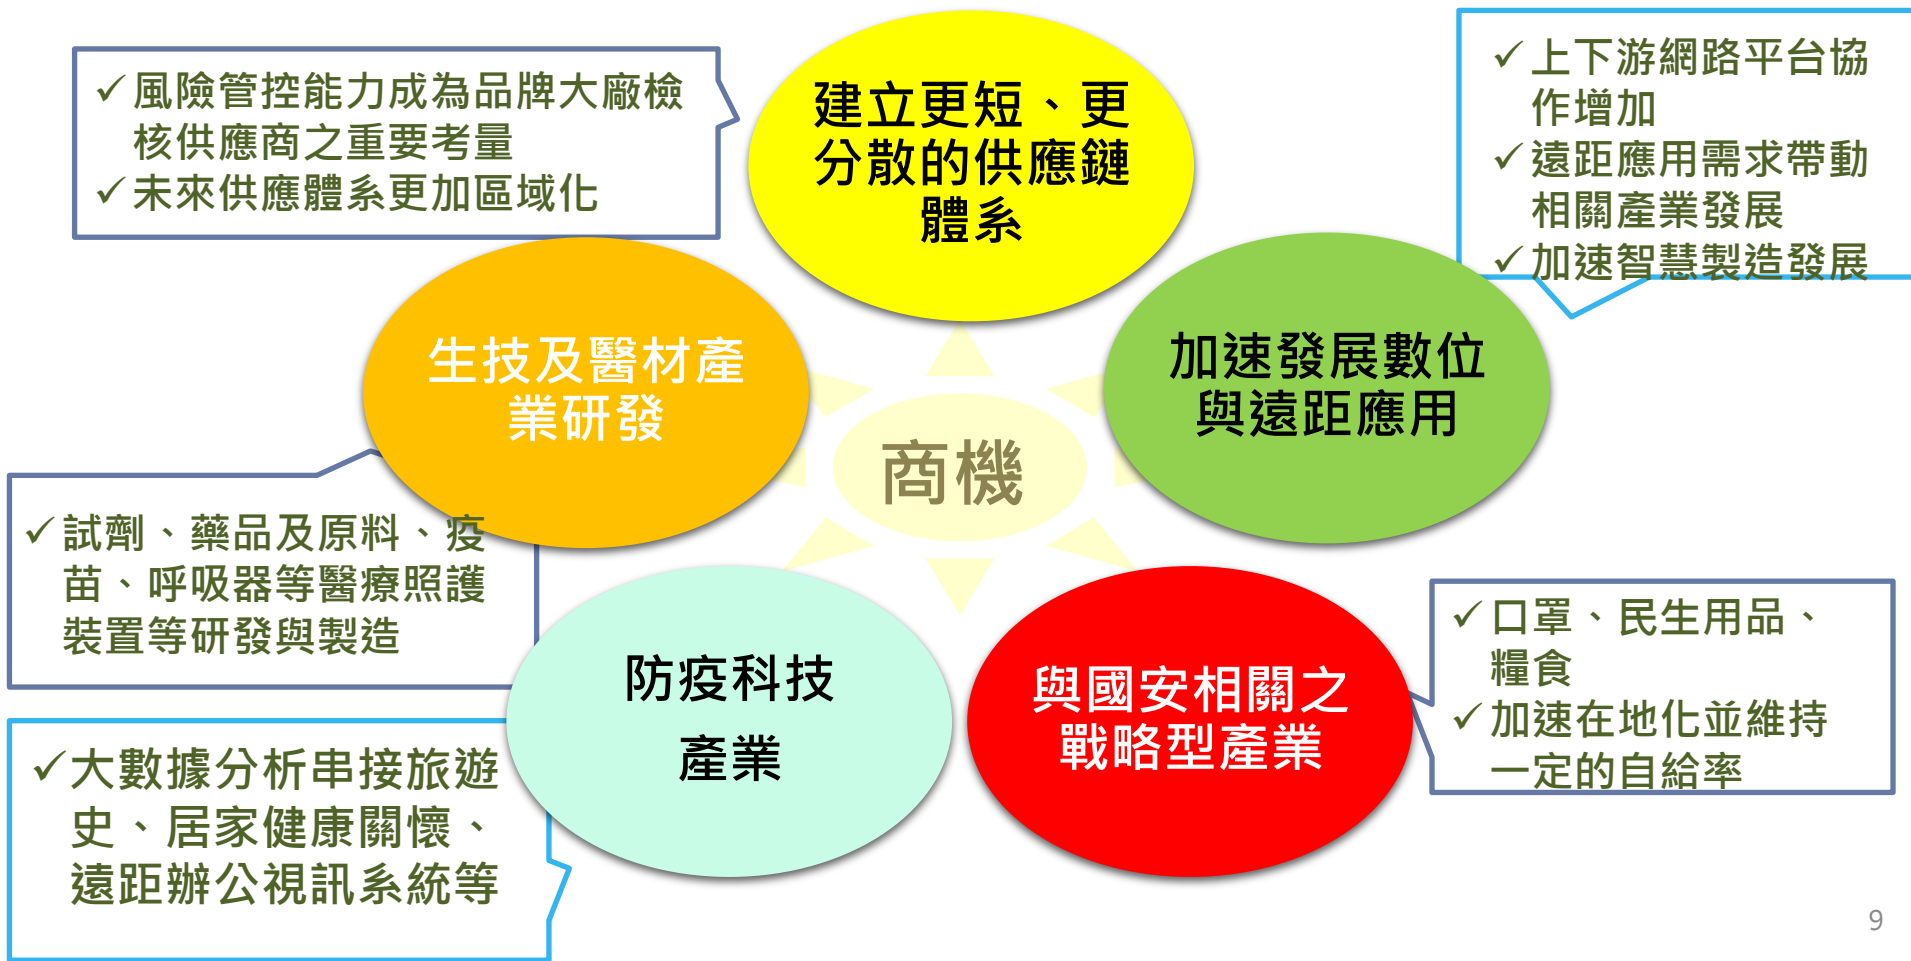 風險管控能力成為品牌大廠檢
核供應商之重要考量
未來供應體系更加區域化
建立更短、更
分散的供應鏈
體系
上下游網路平台協
作增加
遠距應用需求帶動
相關產業發展
加速智慧製造發展
生技及醫材產
業研發
加速發展數位
與遠距應用
商機
試劑、藥品及原料、疫
苗、呼吸器等醫療照護
裝置等研發與製造
防疫科技
產業
與國安相關之
戰略型產業
口罩、民生用品、
糧食
加速在地化並維持
一定的自給率
大數據分析串接旅遊
史、居家健康關懷、
遠距辦公視訊系統等
9